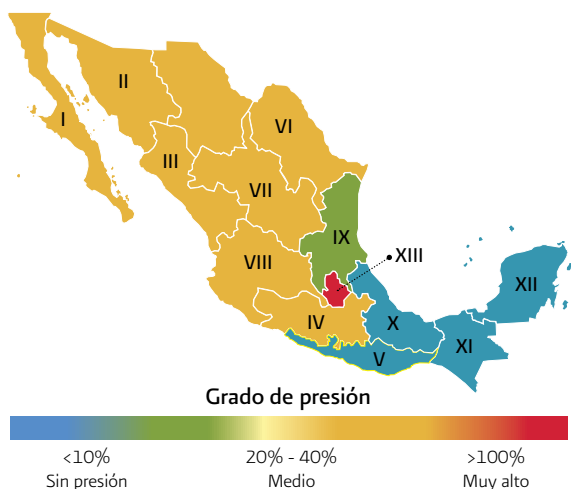 II
I
VI
III
VII
IX
XIII
VIII
XII
IV
X
XI
V
Grado de presión
<10% 20% - 40% >100%
Sin presión Medio Muy alto